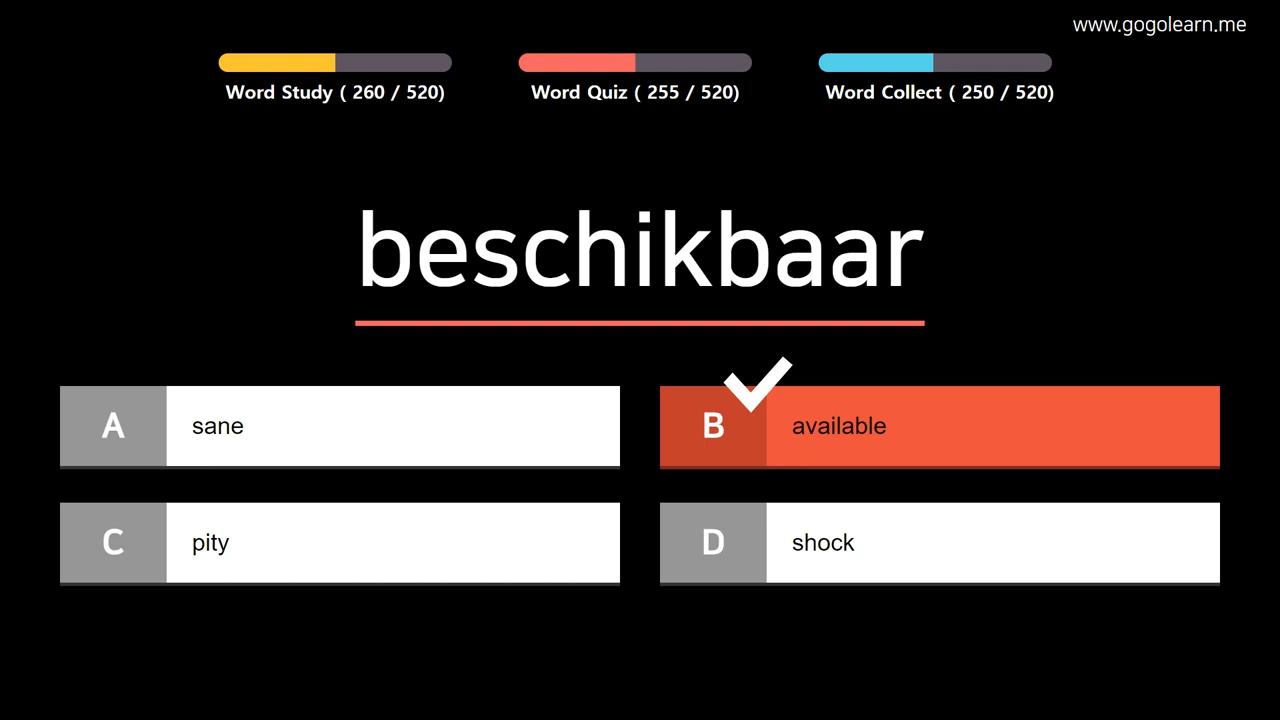 www.gogolearn.me
Word Study ( 260 / 520)
Word Quiz ( 255 / 520)
Word Collect ( 250 / 520)
beschikbaar
A sane
B available
C pity
D shock